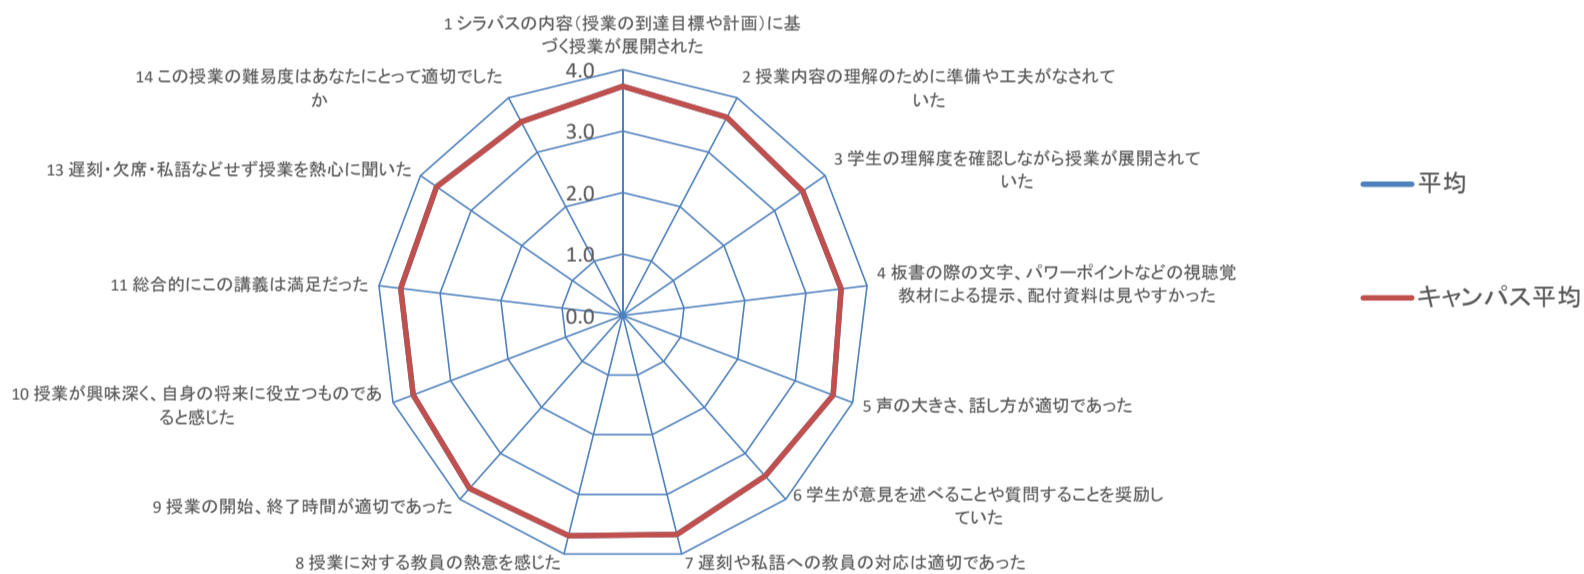 1 シラバスの内容（授業の到達目標や計画）に基
づく授業が展開された
2 授業内容の理解のために準備や工夫がなされて
いた
3 学生の理解度を確認しながら授業が展開されて
いた
4 板書の際の文字、パワーポイントなどの視聴覚
教材による提示、配付資料は見やすかった
5 声の大きさ、話し方が適切であった
6 学生が意見を述べることや質問することを奨励し
ていた
7 遅刻や私語への教員の対応は適切であった
8 授業に対する教員の熱意を感じた
9 授業の開始、終了時間が適切であった
10 授業が興味深く、自身の将来に役立つものであ
ると感じた
11 総合的にこの講義は満足だった
13 遅刻・欠席・私語などせず授業を熱心に聞いた
14 この授業の難易度はあなたにとって適切でした
か
4.0
3.0
2.0
1.0
0.0
平均
キャンパス平均